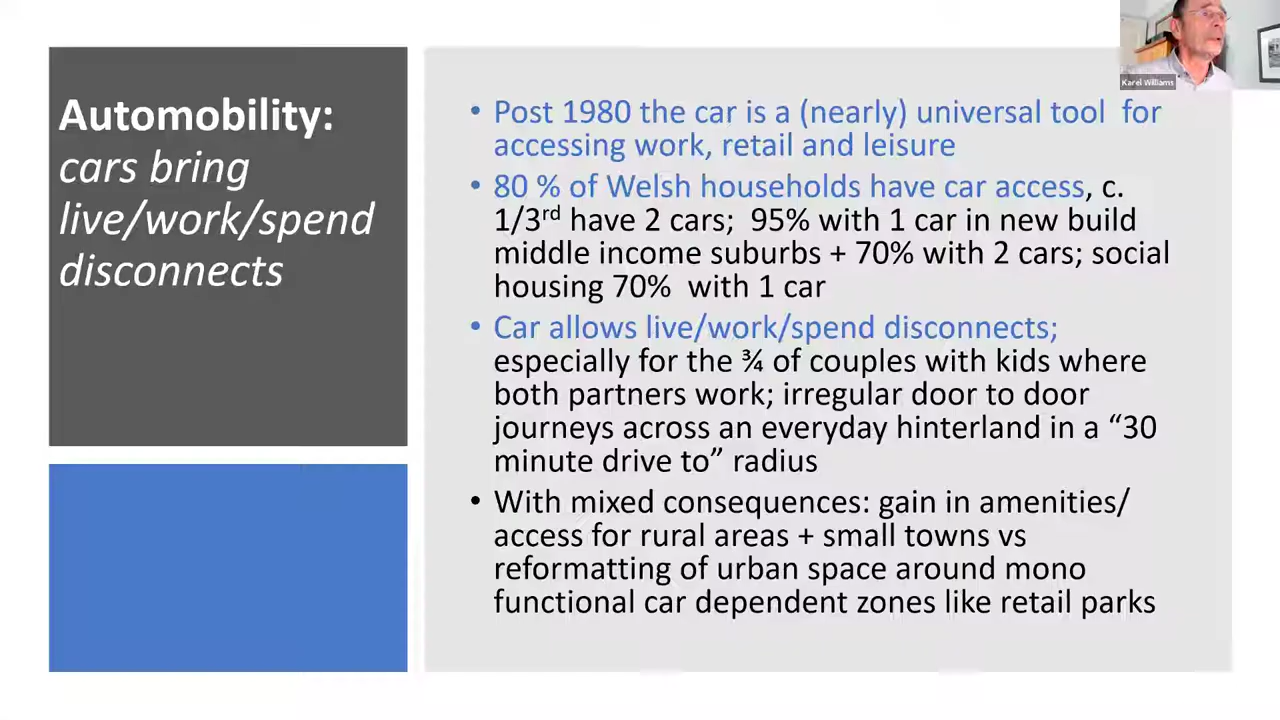 Automobility:
cars bring
live/work/spend
disconnects
• Post 1980 the car is a (nearly) universal tool  for
accessing work, retail and leisure
• 80 % of Welsh households have car access, c.
1/3rd have 2 cars;  95% with 1 car in new build
middle income suburbs + 70% with 2 cars; social
housing 70%  with 1 car
• Car allows live/work/spend disconnects;
especially for the ¾ of couples with kids where
both partners work; irregular door to door
journeys across an everyday hinterland in a “30
minute drive to” radius
• With mixed consequences: gain in amenities/
access for rural areas + small towns vs
reformatting of urban space around mono
functional car dependent zones like retail parks
Karel Williams